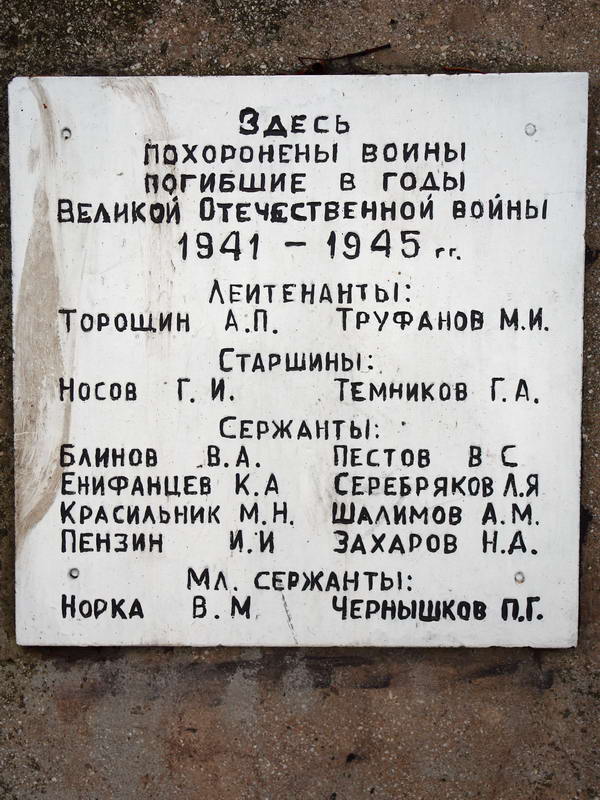 Здесь
похоронены воины
погибшие в годы
Великой Отечественной войны
1941 – 1945 гг.
Леитенанты:
Торощин А.П. Труфанов М.И.
Старшины:
Носов Г. И. Темников Г. А.
Сержанты:
Блинов В.А. Пестов В С
Енифанцев К.А Серебряков Л.Я
Красильник М.Н. Шалимов А.М.
Пензин И.И Захаров Н.Д.
Мл. сержанты:
Норка В.М Чернышков П.Г.